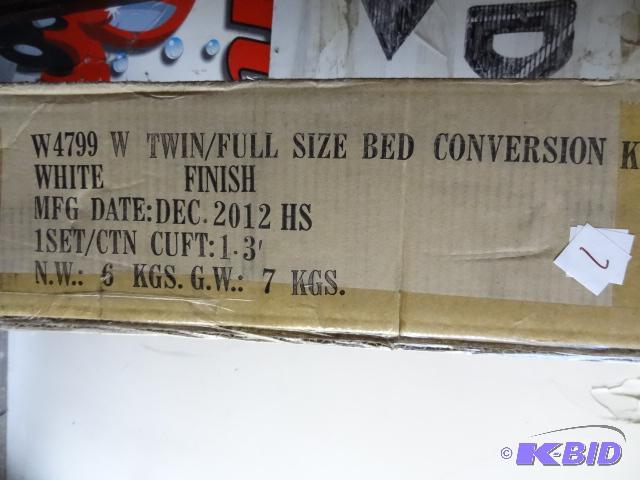 W4799 W TWIN/FULL SIZE BED CONVERSION K
WHITE FINISH
MFG DATE:DEC. 2012 HS
1SET/CTN CUFT:1.3'
N.W.: 6 KGS. G.W.: 7 KGS.
© K-BID